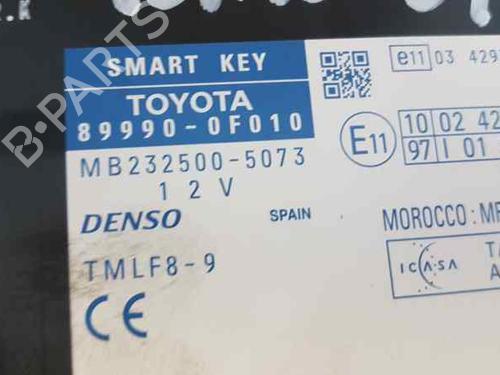 SMART KEY
TOYOTA
89990-0F010
MB232500-5073
12V
DENSO SPAIN
TMLF8-9
CE
e11 03 429
E11
10 02 42
97 I 01
MOROCCO:
ICASA
B-PARTS